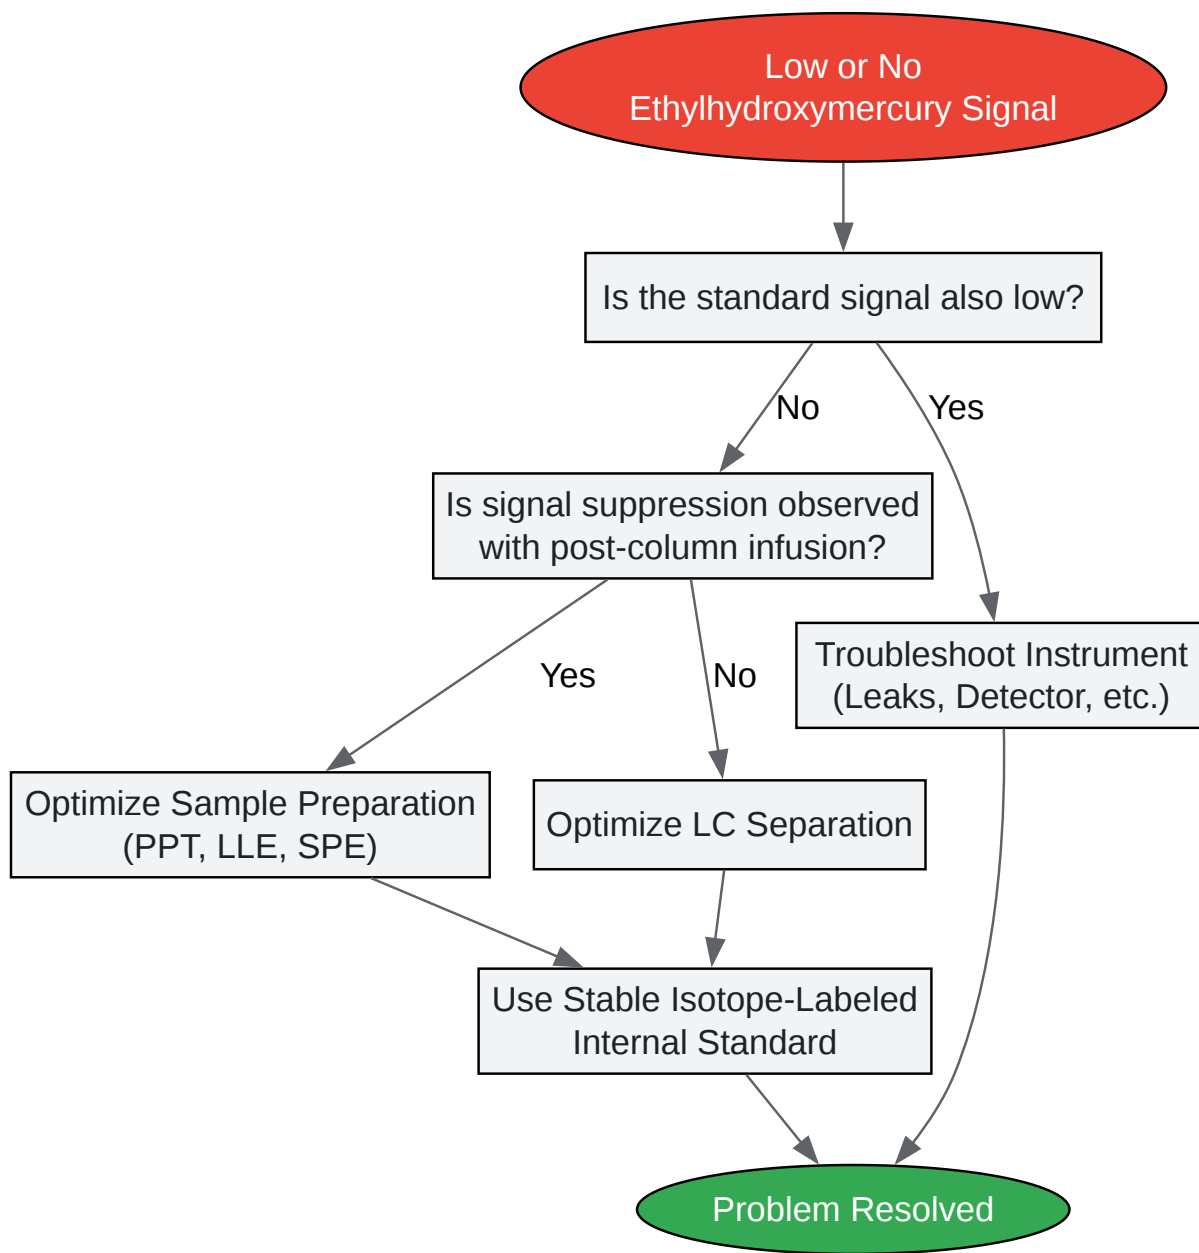 Low or No
Ethylhydroxymercury Signal
Is the standard signal also low?
No
Yes
Is signal suppression observed
with post-column infusion?
Troubleshoot Instrument
(Leaks, Detector, etc.)
Yes
No
Optimize Sample Preparation
(PPT, LLE, SPE)
Optimize LC Separation
Use Stable Isotope-Labeled
Internal Standard
Problem Resolved